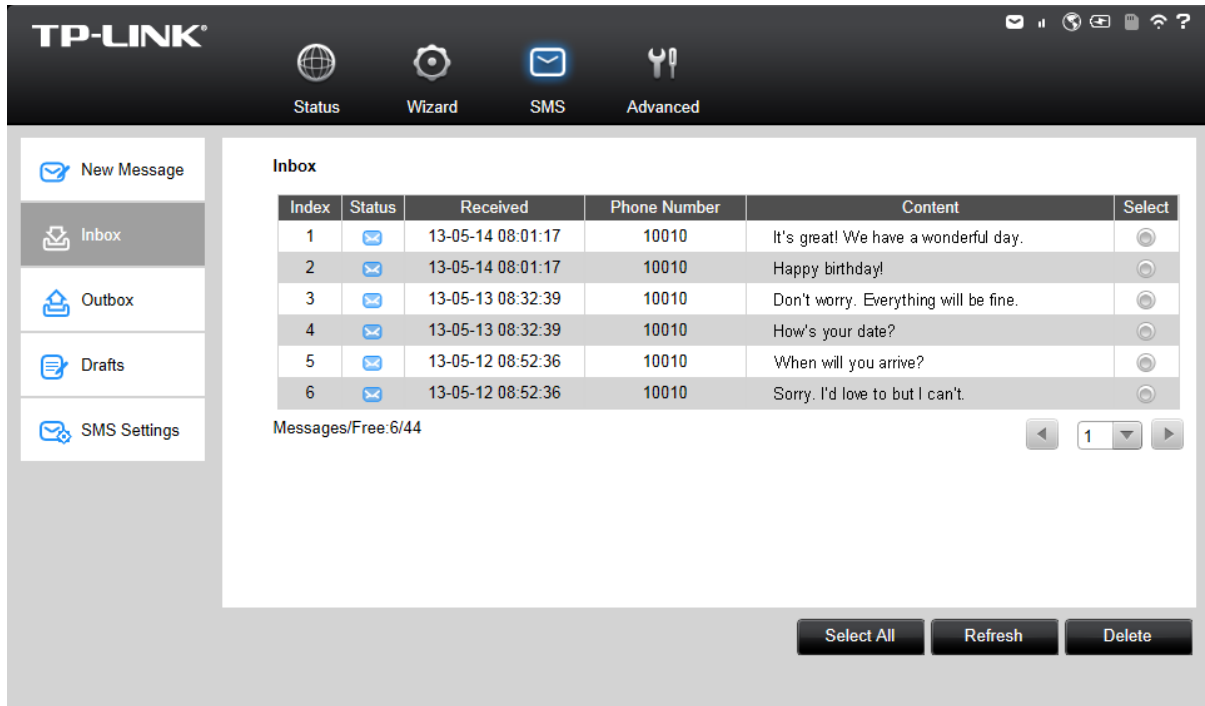 TP-LINK®
Status Wizard SMS Advanced
New Message
Inbox
Outbox
Drafts
SMS Settings
Inbox
Index Status Received Phone Number Content Select
1 13-05-14 08:01:17 10010 It's great! We have a wonderful day.
2 13-05-14 08:01:17 10010 Happy birthday!
3 13-05-13 08:32:39 10010 Don't worry. Everything will be fine.
4 13-05-13 08:32:39 10010 How's your date?
5 13-05-12 08:52:36 10010 When will you arrive?
6 13-05-12 08:52:36 10010 Sorry. I'd love to but I can't.
Messages/Free:6/44
1
Select All Refresh Delete